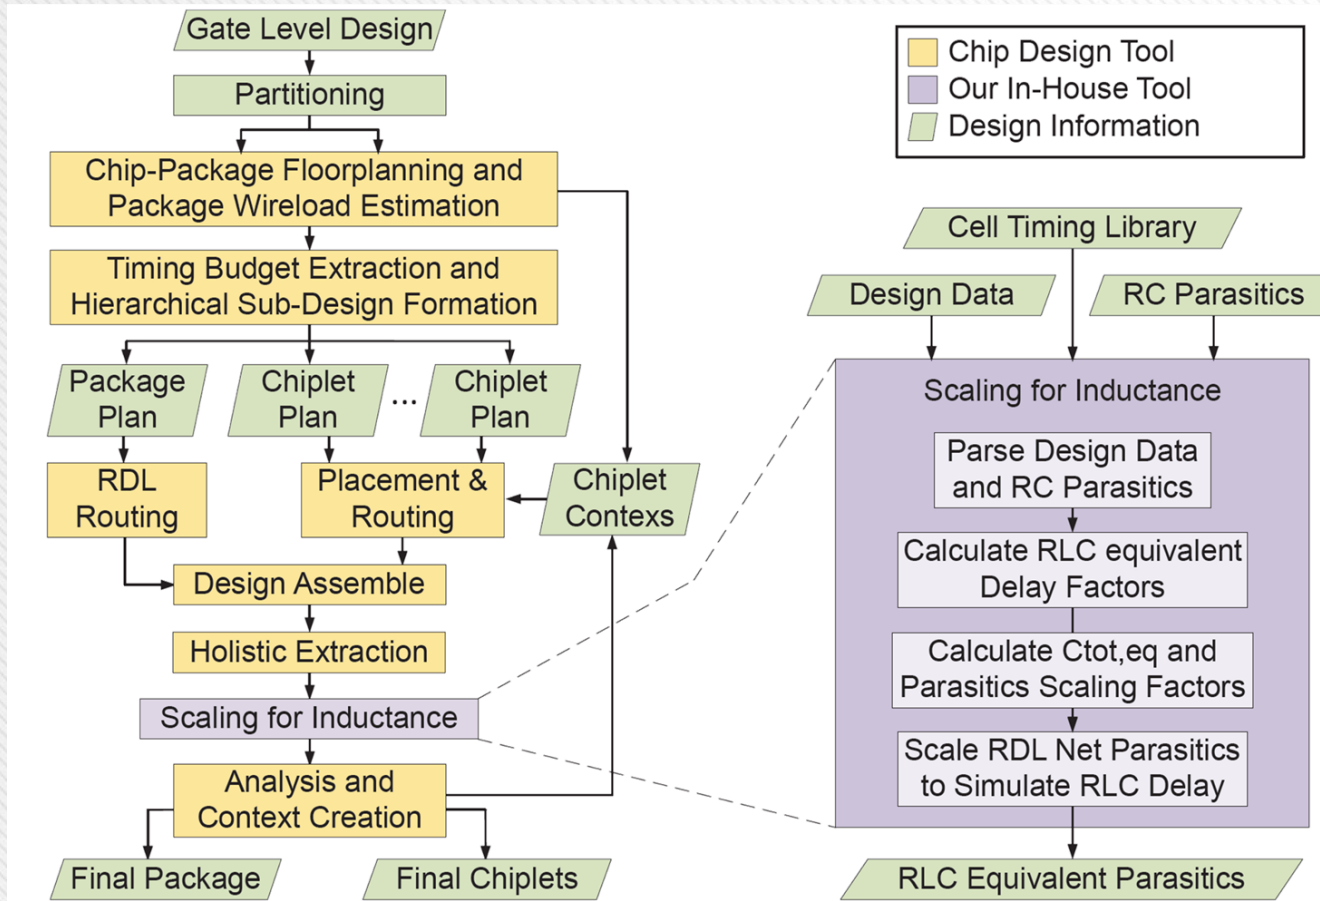 Gate Level Design
Partitioning
Chip-Package Floorplanning and
Package Wireload Estimation
Timing Budget Extraction and
Hierarchical Sub-Design Formation
Package
Plan
Chiplet
Plan
...
Chiplet
Plan
RDL
Routing
Placement &
Routing
Chiplet
Contexs
Design Assemble
Holistic Extraction
Scaling for Inductance
Analysis and
Context Creation
Final Package
Final Chiplets
Chip Design Tool
Our In-House Tool
Design Information
Cell Timing Library
Design Data
RC Parasitics
Scaling for Inductance
Parse Design Data
and RC Parasitics
Calculate RLC equivalent
Delay Factors
Calculate Ctot,eq and
Parasitics Scaling Factors
Scale RDL Net Parasitics
to Simulate RLC Delay
RLC Equivalent Parasitics